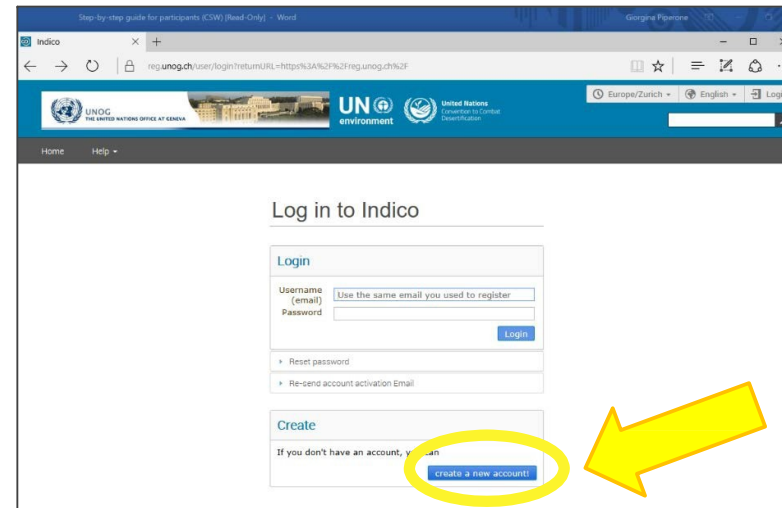 Step-by-step guide for participants (CSW) [Read-Only] - Word
Giorgina Piperone
Indico
reg.unog.ch/user/login?returnURL=https%3A%2F%2Freg.unog.ch%2F
Europe/Zurich
English
UNOG
THE UNITED NATIONS OFFICE AT GENEVA
UN
environment
United Nations
Convention to Combat
Desertification
Home
Help
Log in to Indico
Login
Username
(email)
Use the same email you used to register
Password
Login
Reset password
Re-send account activation Email
Create
If you don't have an account,
create a new account!